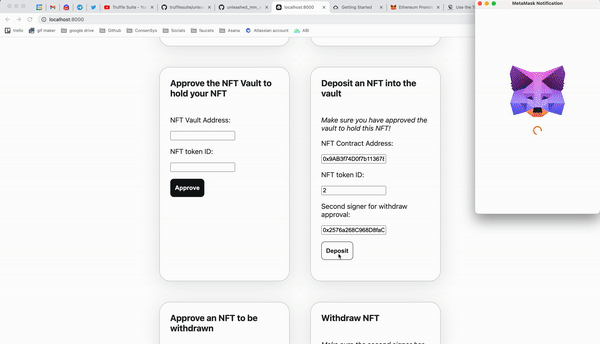 MetaMask Notification
Truffle Suite - Yo
trufflesuite/unlea
unleashed_nim_
localhost:8000
Getting Started
Ethereum Provid
Use the T
localhost:8000
trello
gif maker
google drive
Github
ConsenSys
Socials
faucets
Asana
Atlassian account
ABI
Approve the NFT Vault to
hold your NFT
NFT Vault Address:
NFT token ID:
Approve
Deposit an NFT into the
vault
Make sure you have approved the
vault to hold this NFT!
NFT Contract Address:
0x9AB3f74D0f7b11367E
NFT token ID:
2
Second signer for withdraw
approval:
0x2576a268C968D8faC
Deposit
Approve an NFT to be
withdrawn
Withdraw NFT